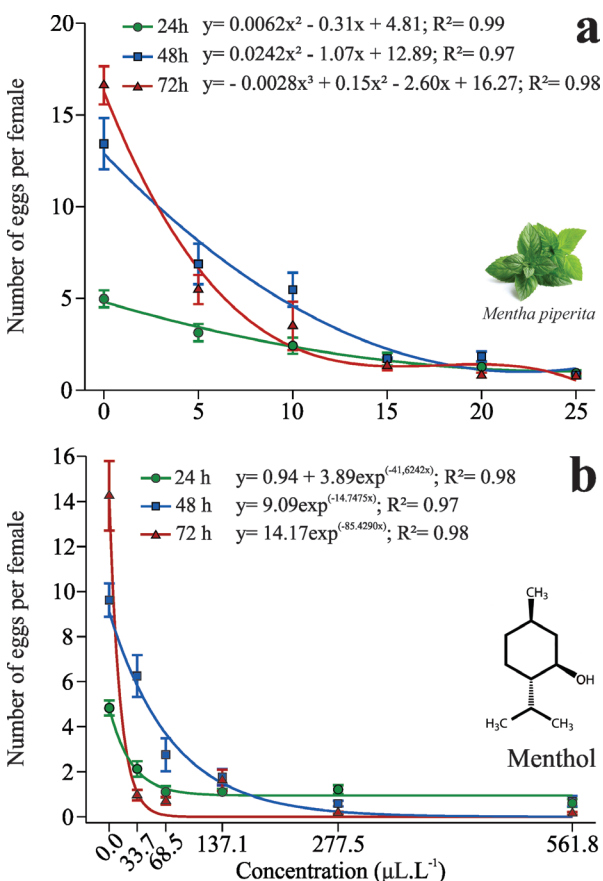 a
24h y= 0.0062x² - 0.31x + 4.81; R²= 0.99
48h y= 0.0242x² - 1.07x + 12.89; R²= 0.97
72h y= - 0.0028x³ + 0.15x² - 2.60x + 16.27; R²= 0.98
Number of eggs per female
20
15
10
5
0
Mentha piperita
0 5 10 15 20 25
b
24 h y= 0.94 + 3.89exp(-41,6242x); R²= 0.98
48 h y= 9.09exp(-14.7475x); R²= 0.97
72 h y= 14.17exp(-85.4290x); R²= 0.98
Number of eggs per female
16
14
12
10
8
6
4
2
0
CH₃
OH
H₃C CH₃
Menthol
0.0 33.7 68.5 137.1 277.5 561.8
Concentration (μL.L⁻¹)